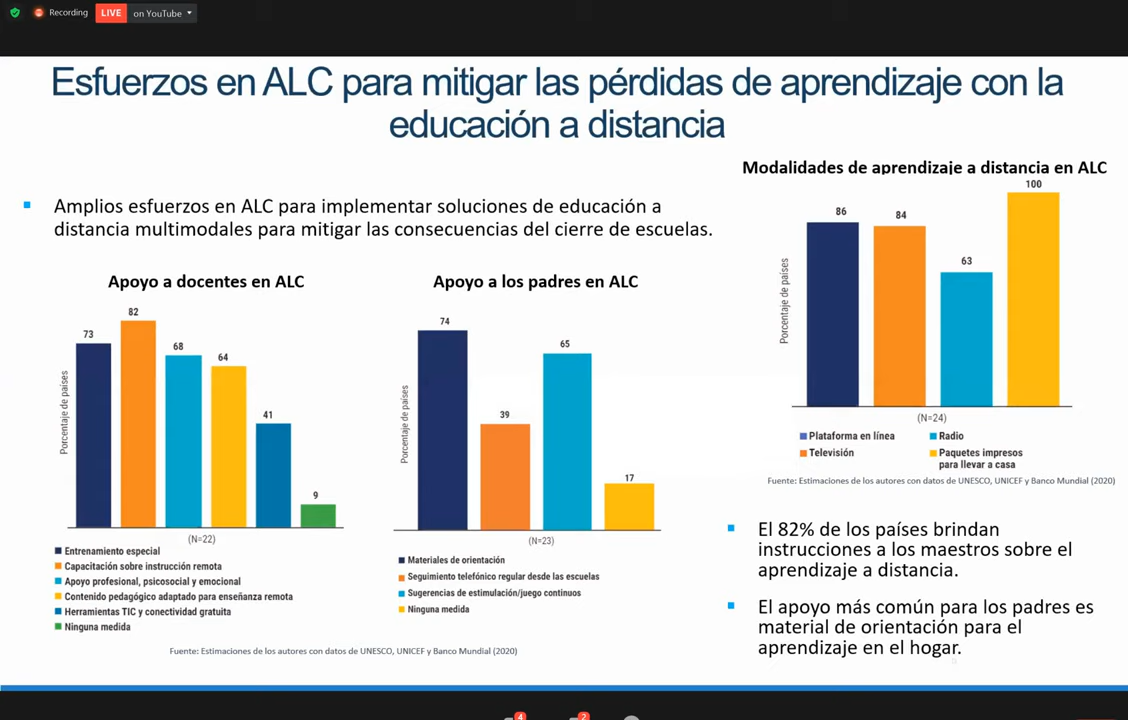 Recording LIVE on YouTube
Esfuerzos en ALC para mitigar las pérdidas de aprendizaje con la
educación a distancia
Amplios esfuerzos en ALC para implementar soluciones de educación a
distancia multimodales para mitigar las consecuencias del cierre de escuelas.
Apoyo a docentes en ALC
Porcentaje de países
73
82
68
64
41
9
(N=22)
Entrenamiento especial
Capacitación sobre instrucción remota
Apoyo profesional, psicosocial y emocional
Contenido pedagógico adaptado para enseñanza remota
Herramientas TIC y conectividad gratuita
Ninguna medida
Apoyo a los padres en ALC
Porcentaje de países
74
39
65
17
(N=23)
Materiales de orientación
Seguimiento telefónico regular desde las escuelas
Sugerencias de estimulación/juego continuos
Ninguna medida
Fuente: Estimaciones de los autores con datos de UNESCO, UNICEF y Banco Mundial (2020)
Modalidades de aprendizaje a distancia en ALC
Porcentaje de países
86
84
63
100
(N=24)
Plataforma en línea
Televisión
Radio
Paquetes impresos
para llevar a casa
Fuente: Estimaciones de los autores con datos de UNESCO, UNICEF y Banco Mundial (2020)
El 82% de los países brindan
instrucciones a los maestros sobre el
aprendizaje a distancia.
El apoyo más común para los padres es
material de orientación para el
aprendizaje en el hogar.
4
2